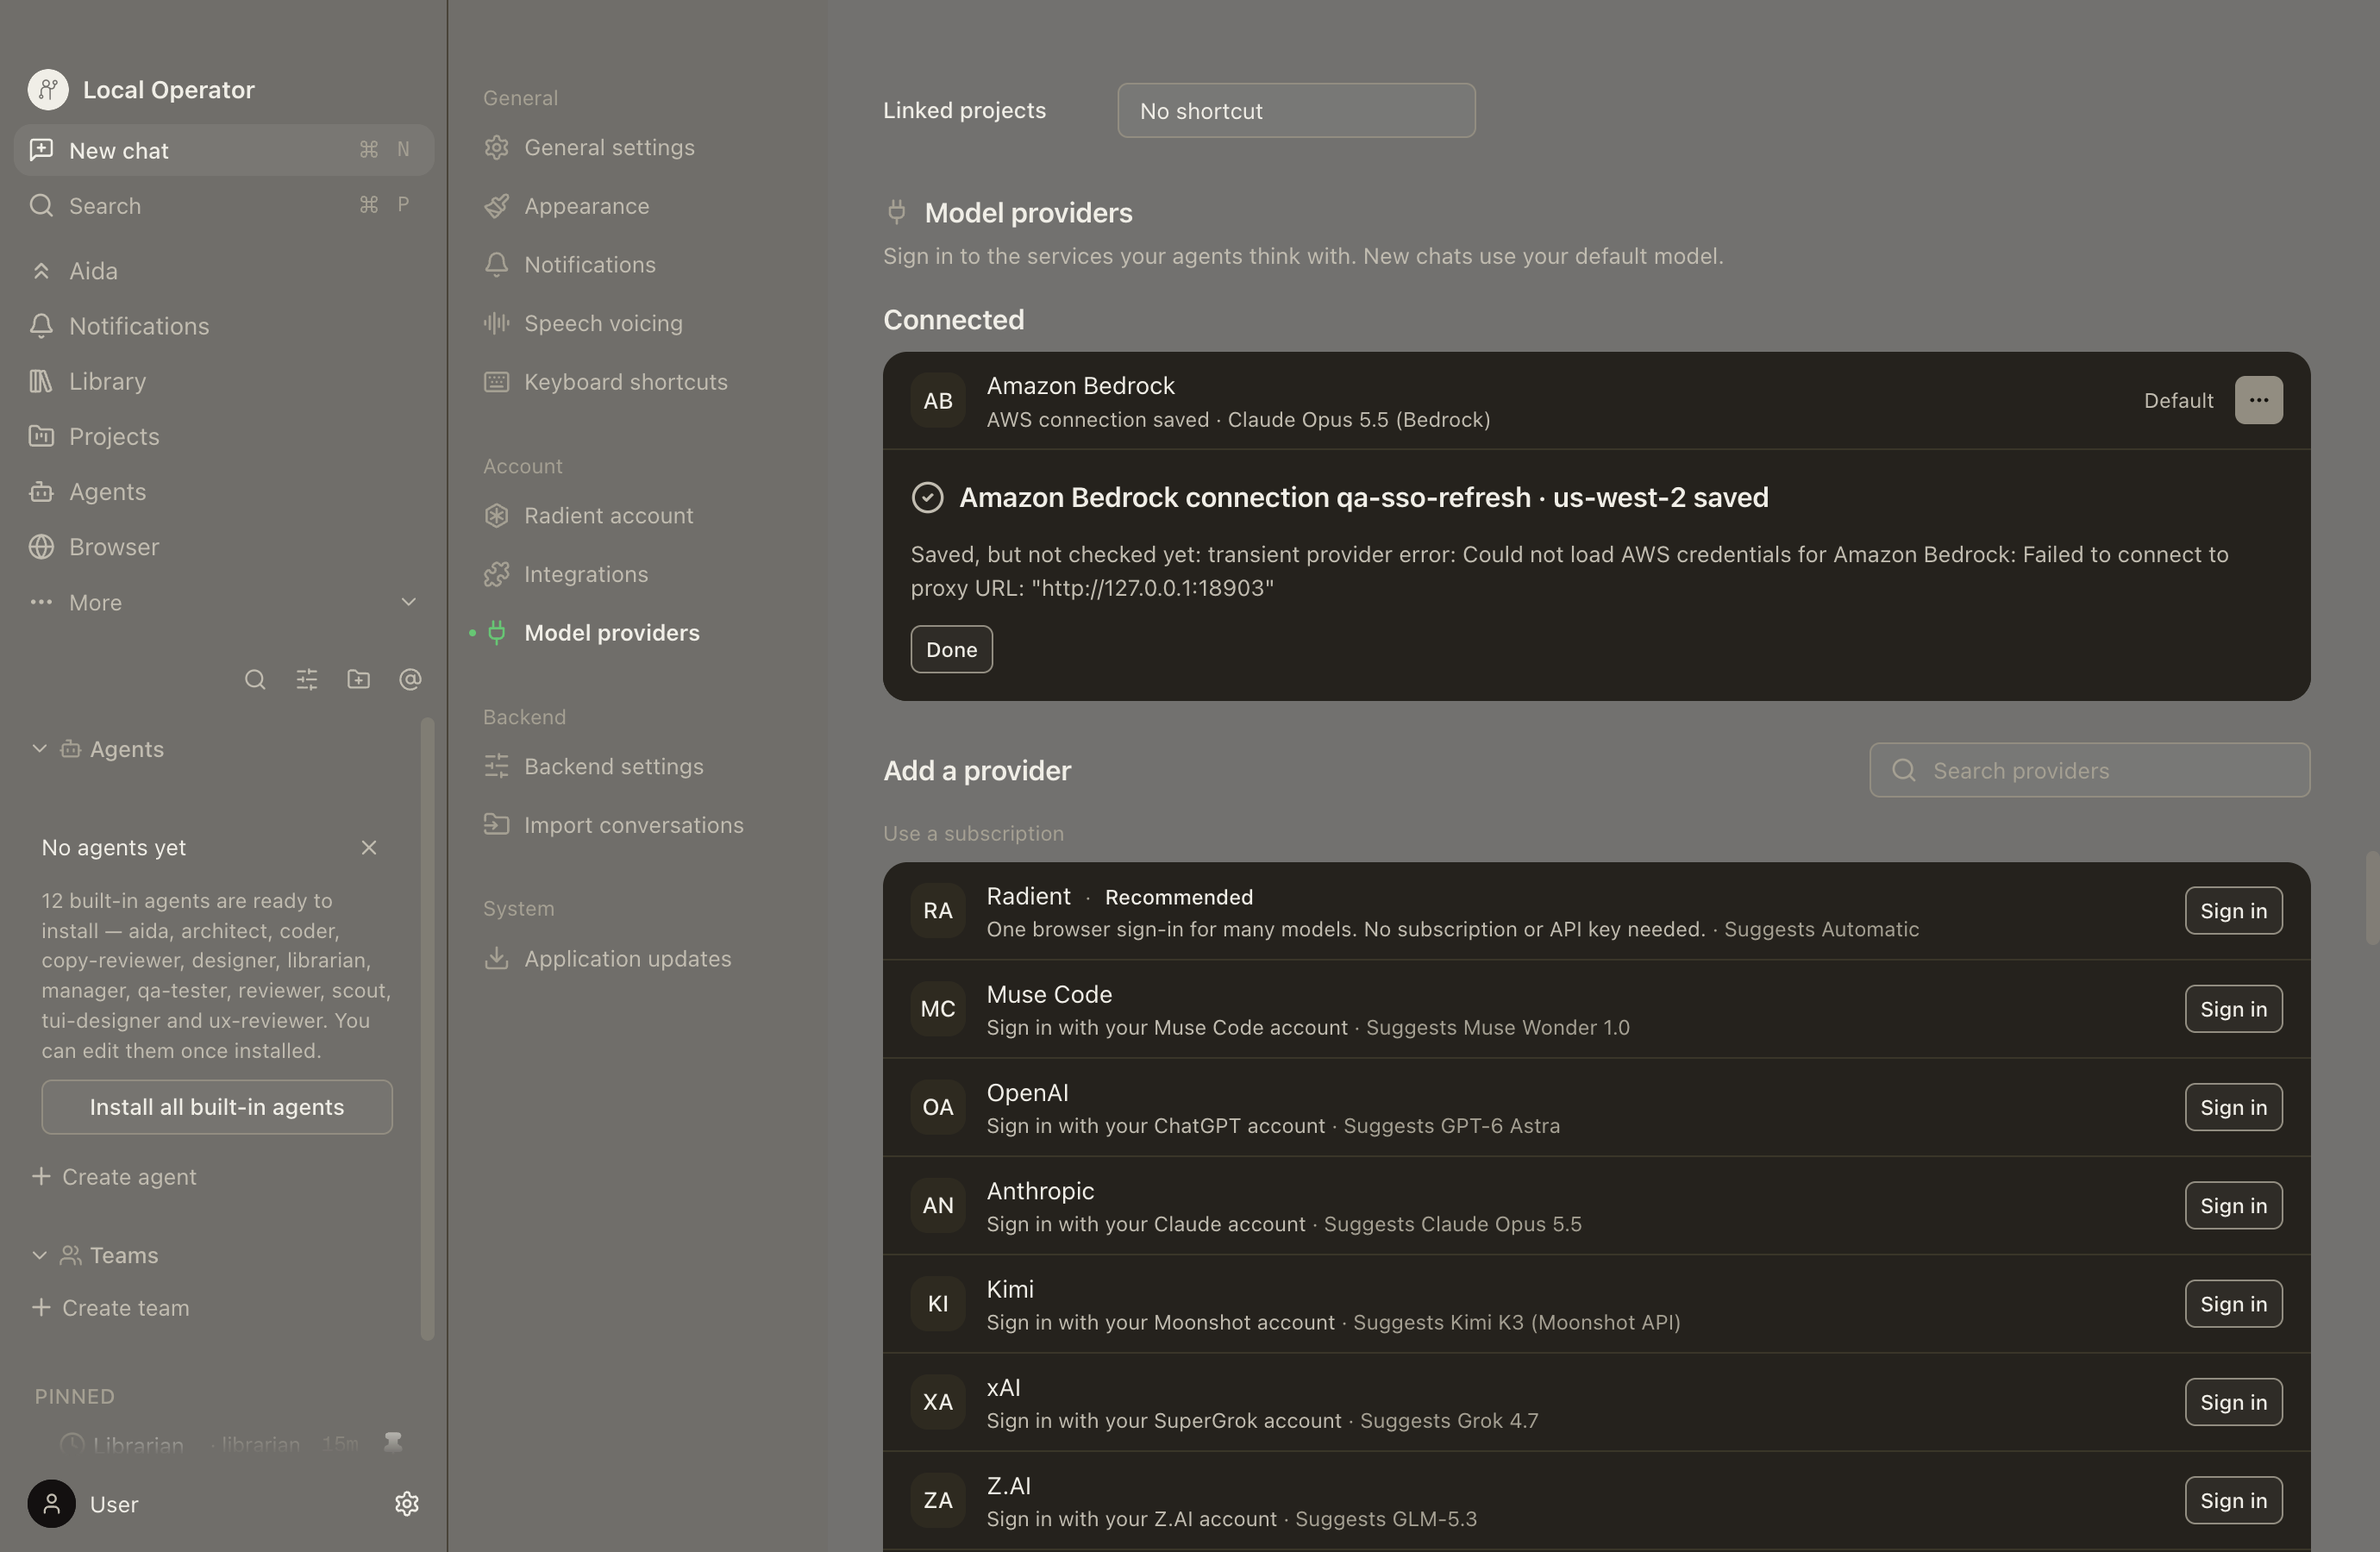 Local Operator
New chat ⌘ N
Search ⌘ P
Aida
Notifications
Library
Projects
Agents
Browser
More
Agents
No agents yet
12 built-in agents are ready to
install — aida, architect, coder,
copy-reviewer, designer, librarian,
manager, qa-tester, reviewer, scout,
tui-designer and ux-reviewer. You
can edit them once installed.
Install all built-in agents
Create agent
Teams
Create team
PINNED
Librarian · librarian 15m
User
General
General settings
Appearance
Notifications
Speech voicing
Keyboard shortcuts
Account
Radient account
Integrations
Model providers
Backend
Backend settings
Import conversations
System
Application updates
Linked projects
No shortcut
Model providers
Sign in to the services your agents think with. New chats use your default model.
Connected
AB
Amazon Bedrock
AWS connection saved · Claude Opus 5.5 (Bedrock)
Default
Amazon Bedrock connection qa-sso-refresh · us-west-2 saved
Saved, but not checked yet: transient provider error: Could not load AWS credentials for Amazon Bedrock: Failed to connect to
proxy URL: "http://127.0.0.1:18903"
Done
Add a provider
Search providers
Use a subscription
RA
Radient · Recommended
One browser sign-in for many models. No subscription or API key needed. · Suggests Automatic
Sign in
MC
Muse Code
Sign in with your Muse Code account · Suggests Muse Wonder 1.0
Sign in
OA
OpenAI
Sign in with your ChatGPT account · Suggests GPT-6 Astra
Sign in
AN
Anthropic
Sign in with your Claude account · Suggests Claude Opus 5.5
Sign in
KI
Kimi
Sign in with your Moonshot account · Suggests Kimi K3 (Moonshot API)
Sign in
XA
xAI
Sign in with your SuperGrok account · Suggests Grok 4.7
Sign in
ZA
Z.AI
Sign in with your Z.AI account · Suggests GLM-5.3
Sign in